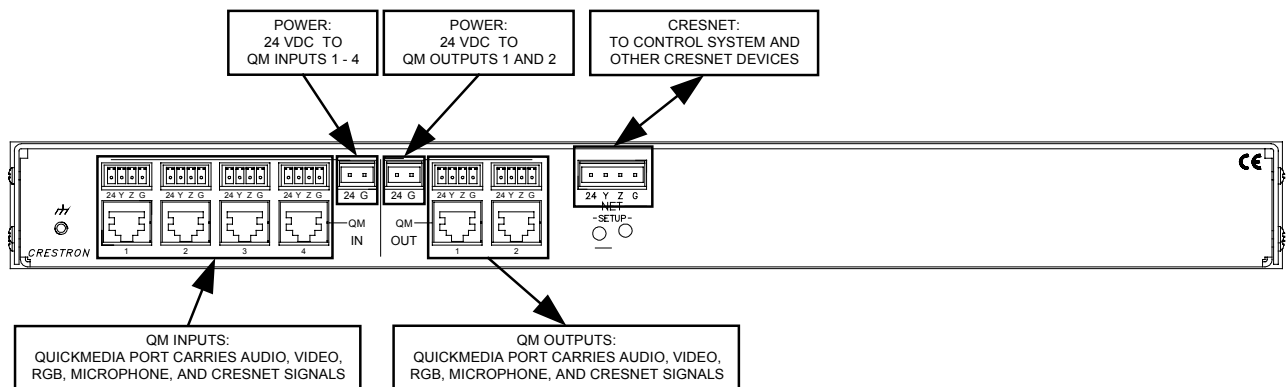 POWER:
24 VDC TO
QM INPUTS 1 - 4
POWER:
24 VDC TO
QM OUTPUTS 1 AND 2
CRESNET:
TO CONTROL SYSTEM AND
OTHER CRESNET DEVICES
CE
24 Y Z G
24 Y Z G
24 Y Z G
24 Y Z G
24 G
24 G
24 Y Z G
24 Y Z G
24 Y Z G
NET
-SETUP-
QM
IN
QM
OUT
CRESTRON
1
2
3
4
1
2
QM INPUTS:
QUICKMEDIA PORT CARRIES AUDIO, VIDEO,
RGB, MICROPHONE, AND CRESNET SIGNALS
QM OUTPUTS:
QUICKMEDIA PORT CARRIES AUDIO, VIDEO,
RGB, MICROPHONE, AND CRESNET SIGNALS